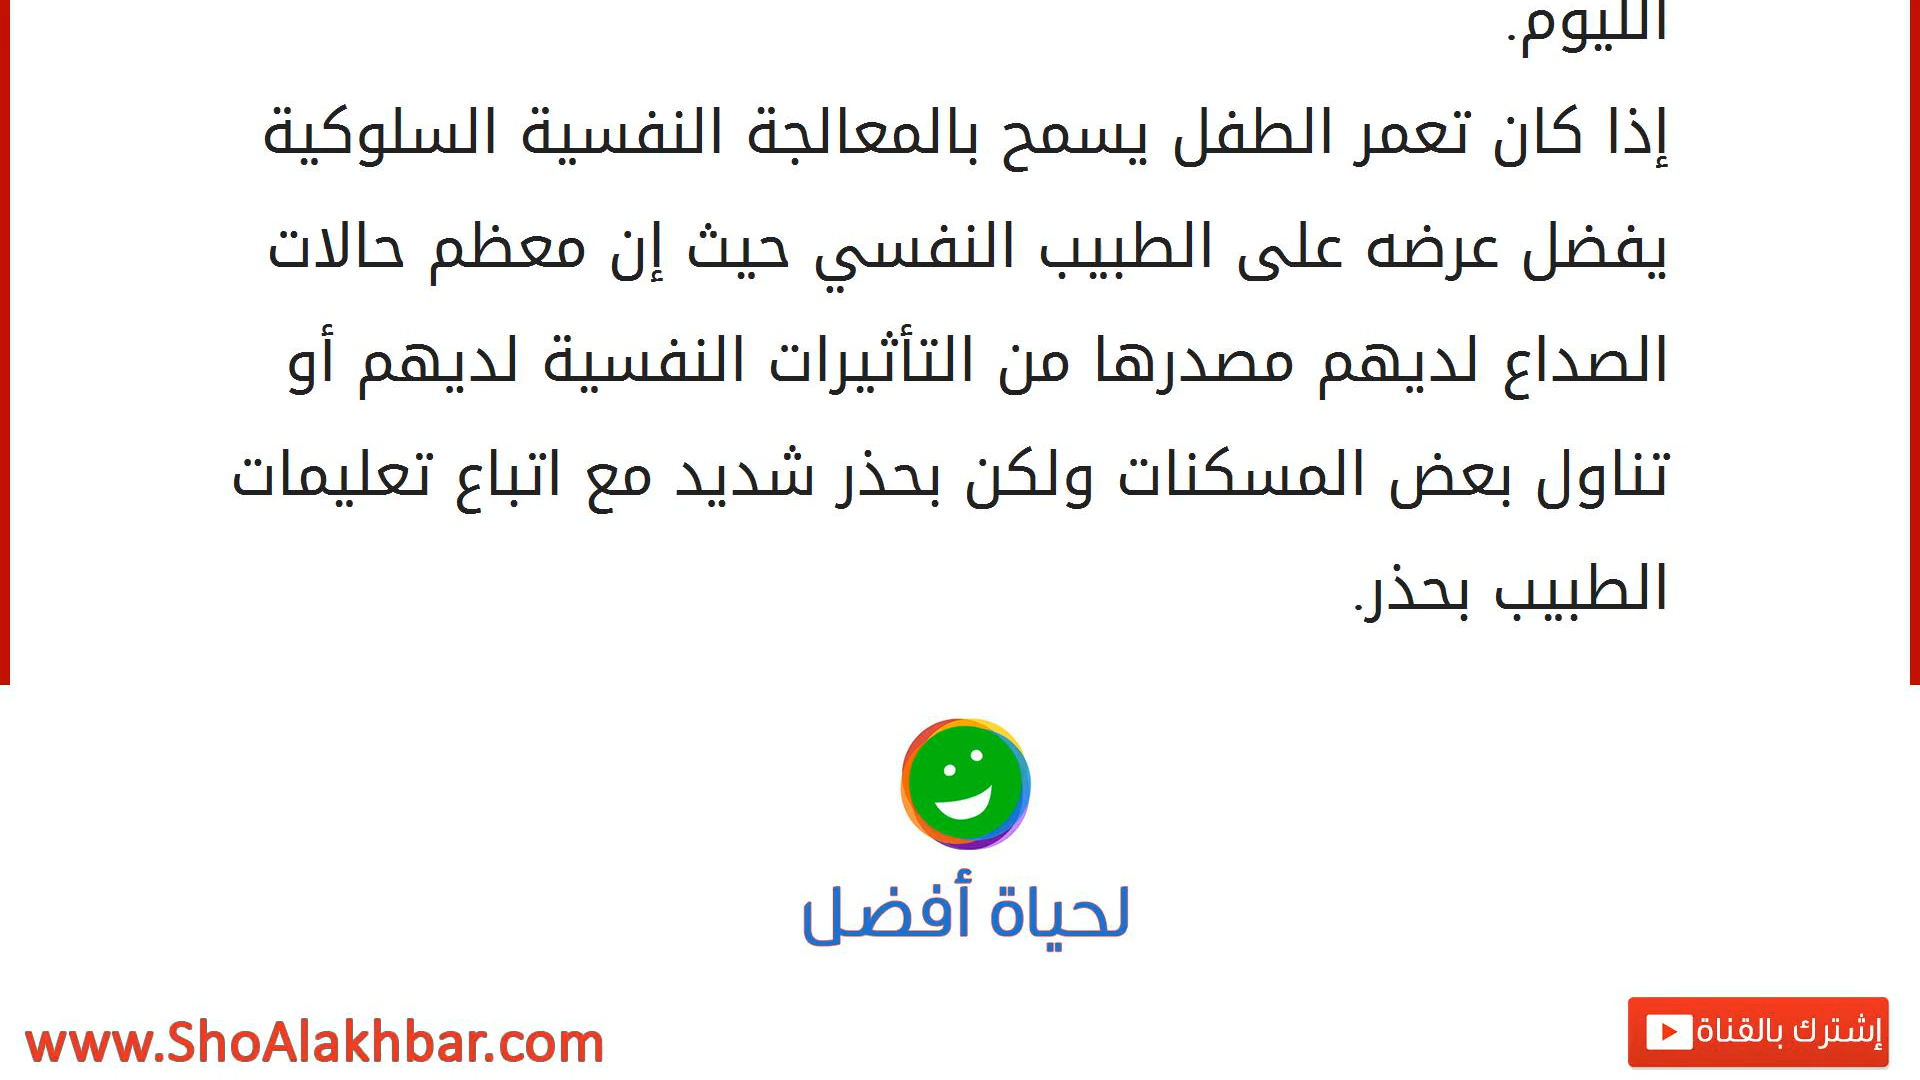 الليوم.
إذا كان تعمر الطفل يسمح بالمعالجة النفسية السلوكية
يفضل عرضه على الطبيب النفسي حيث إن معظم حالات
الصداع لديهم مصدرها من التأثيرات النفسية لديهم أو
تناول بعض المسكنات ولكن بحذر شديد مع اتباع تعليمات
الطبيب بحذر.
لحياة أفضل
www.ShoAlakhbar.com
إشترك بالقناة